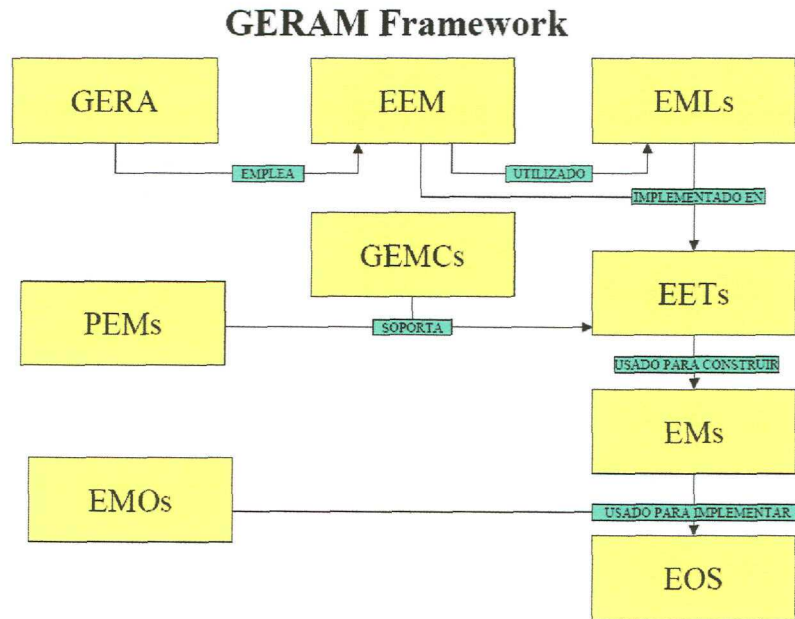 GERAM Framework
GERA
EEM
EMLs
EMPLEA
UTILIZADO
IMPLEMENTADO EN
GEMCs
PEMs
EETs
SOPORTA
USADO PARA CONSTRUIR
EMs
EMOs
USADO PARA IMPLEMENTAR
EOS